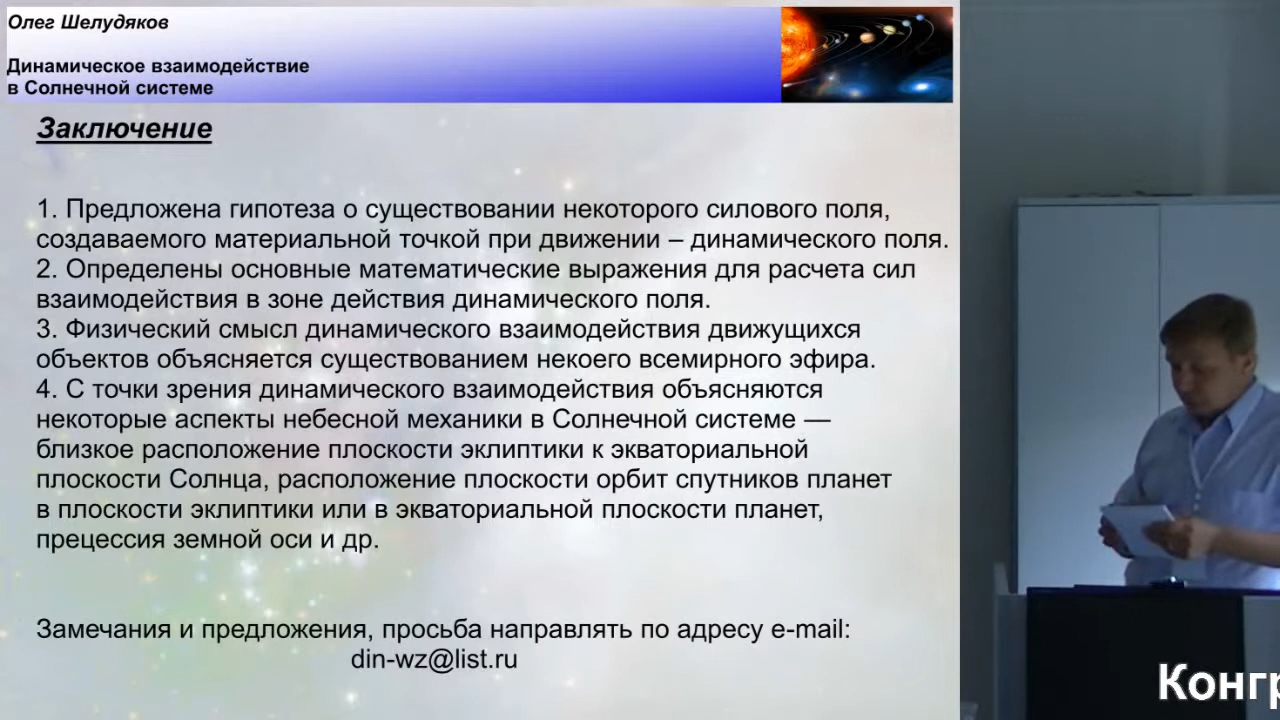 Олег Шелудяков
Динамическое взаимодействие
в Солнечной системе
Заключение
1. Предложена гипотеза о существовании некоторого силового поля,
создаваемого материальной точкой при движении – динамического поля.
2. Определены основные математические выражения для расчета сил
взаимодействия в зоне действия динамического поля.
3. Физический смысл динамического взаимодействия движущихся
объектов объясняется существованием некоего всемирного эфира.
4. С точки зрения динамического взаимодействия объясняются
некоторые аспекты небесной механики в Солнечной системе —
близкое расположение плоскости эклиптики к экваториальной
плоскости Солнца, расположение плоскости орбит спутников планет
в плоскости эклиптики или в экваториальной плоскости планет,
прецессия земной оси и др.
Замечания и предложения, просьба направлять по адресу e-mail:
din-wz@list.ru